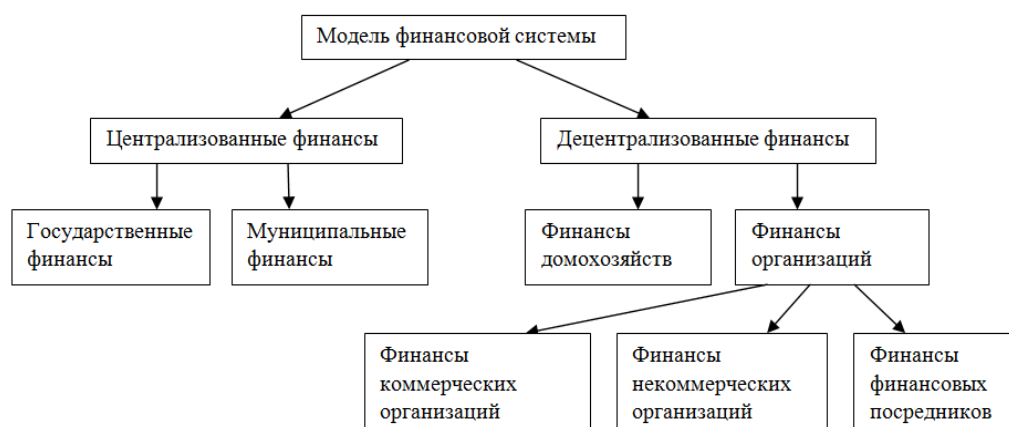 Модель финансовой системы
Централизованные финансы
Децентрализованные финансы
Государственные
финансы
Муниципальные
финансы
Финансы
домохозяйств
Финансы
организаций
Финансы
коммерческих
организаций
Финансы
некоммерческих
организаций
Финансы
финансовых
посредников